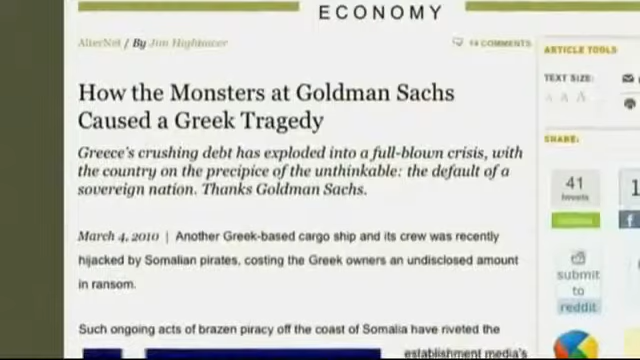 ECONOMY
AlterNet / By Jim Hightower
14 COMMENTS
ARTICLE TOOLS
How the Monsters at Goldman Sachs
Caused a Greek Tragedy
TEXT SIZE:
A A A
Greece's crushing debt has exploded into a full-blown crisis, with
the country on the precipice of the unthinkable: the default of a
sovereign nation. Thanks Goldman Sachs.
SHARE:
41
tweets
March 4, 2010 | Another Greek-based cargo ship and its crew was recently
hijacked by Somalian pirates, costing the Greek owners an undisclosed amount
in ransom.
submit
to
reddit
Such ongoing acts of brazen piracy off the coast of Somalia have riveted the
establishment media's